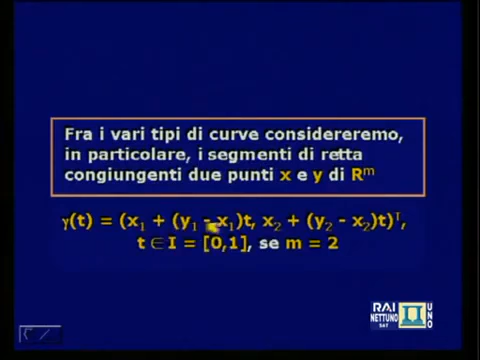 Fra i vari tipi di curve considereremo,
in particolare, i segmenti di retta
congiungenti due punti x e y di Rᵐ
γ(t) = (x₁ + (y₁ - x₁)t, x₂ + (y₂ - x₂)t)ᵀ,
t ∈ I = [0,1], se m = 2
RAI
NETTUNO
SAT
UNO